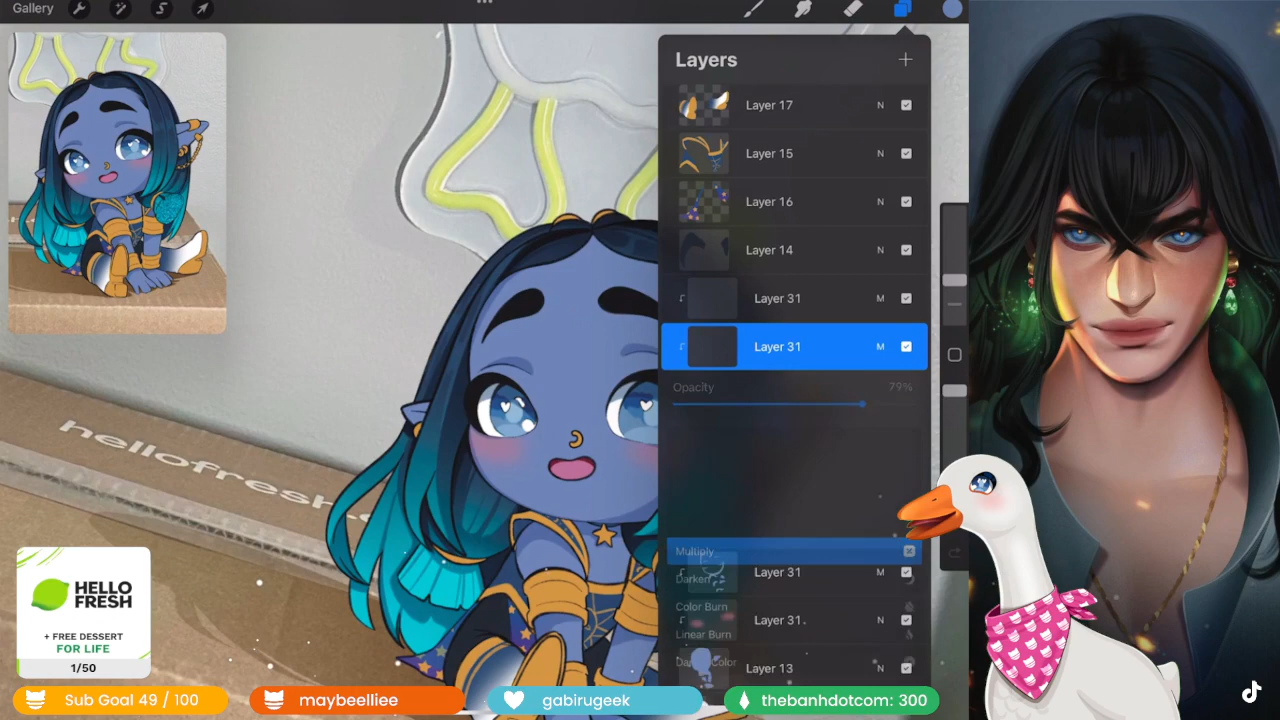 Gallery
Layers
Layer 17 N
Layer 15 N
Layer 16 N
Layer 14 N
Layer 31 M
Layer 31 M
Opacity 79%
Multiply
Darken
Layer 31 M
Color Burn
Layer 31 N
Linear Burn
Layer 13 N
hellofresh
HELLO
FRESH
+ FREE DESSERT
FOR LIFE
1/50
Sub Goal 49 / 100
maybeelliee
gabirugeek
thebanhdotcom: 300